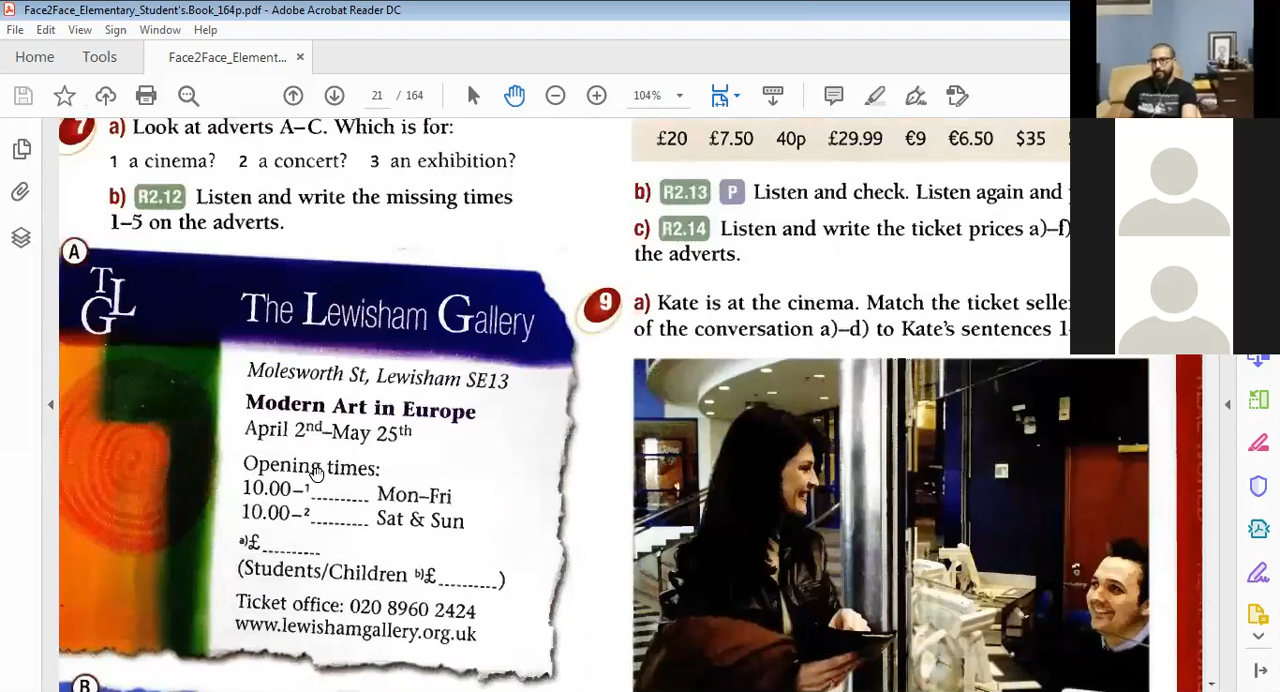 Face2Face_Elementary_Student's.Book_164p.pdf - Adobe Acrobat Reader DC
File Edit View Sign Window Help
Home Tools Face2Face_Element... ×
21 / 164 104%
7 a) Look at adverts A–C. Which is for:
1 a cinema? 2 a concert? 3 an exhibition?
b) R2.12 Listen and write the missing times
1–5 on the adverts.
A
TLG
The Lewisham Gallery
Molesworth St, Lewisham SE13
Modern Art in Europe
April 2nd–May 25th
Opening times:
10.00–1......... Mon–Fri
10.00–2......... Sat & Sun
a)£.........
(Students/Children b)£.........)
Ticket office: 020 8960 2424
www.lewishamgallery.org.uk
B
£20 £7.50 40p £29.99 €9 €6.50 $35
b) R2.13 P Listen and check. Listen again and
c) R2.14 Listen and write the ticket prices a)–f)
the adverts.
9 a) Kate is at the cinema. Match the ticket selle
of the conversation a)–d) to Kate's sentences 1–